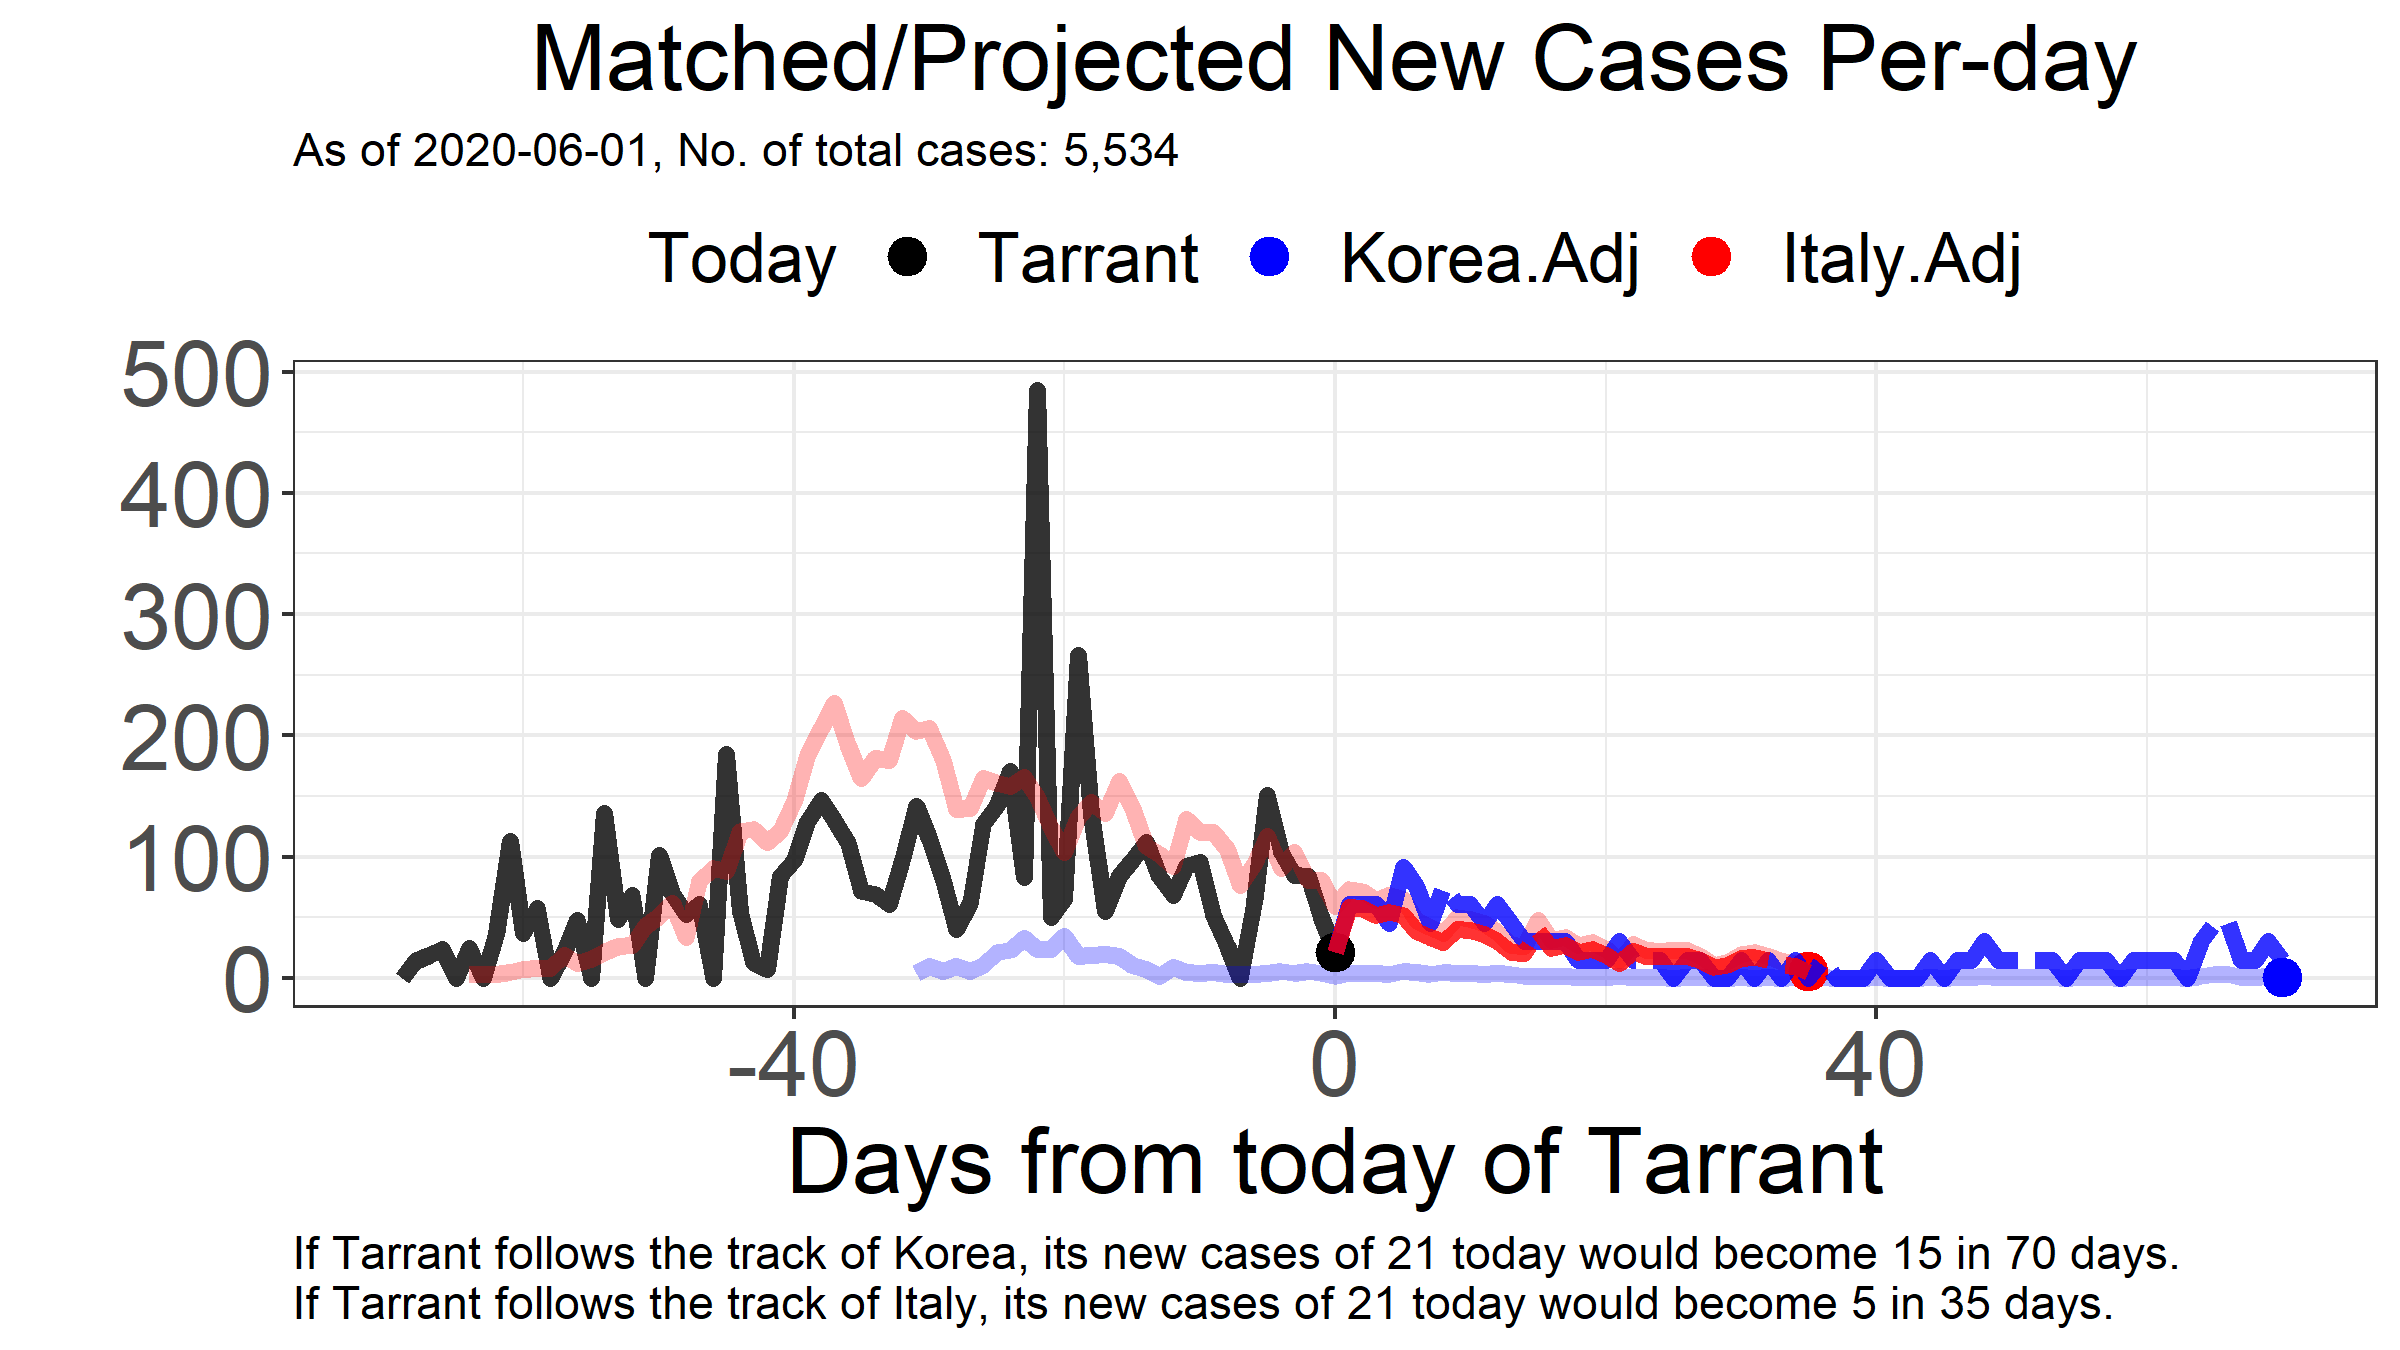 Matched/Projected New Cases Per-day
As of 2020-06-01, No. of total cases: 5,534
Today Tarrant Korea.Adj Italy.Adj
500
400
300
200
100
0
-40 0 40
Days from today of Tarrant
If Tarrant follows the track of Korea, its new cases of 21 today would become 15 in 70 days.
If Tarrant follows the track of Italy, its new cases of 21 today would become 5 in 35 days.